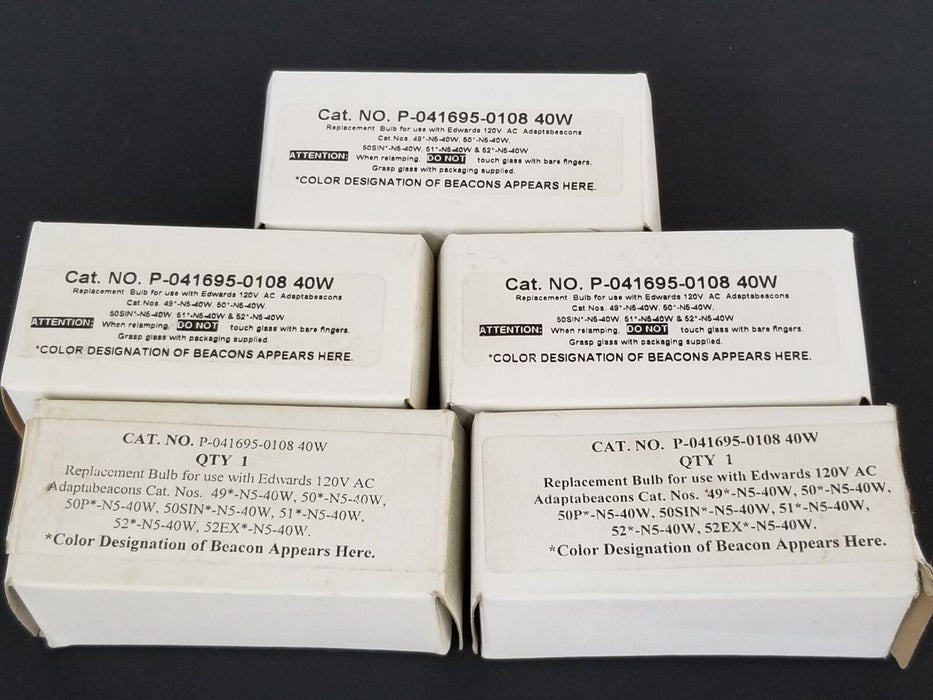 Cat. NO. P-041695-0108 40W
Replacement Bulb for use with Edwards 120V AC Adaptabeacons
Cat.Nos. 49*-N5-40W, 50*-N5-40W,
50SIN*-N5-40W, 51*-N5-40W & 52*-N5-40W
ATTENTION: When relamping, DO NOT touch glass with bare fingers.
Grasp glass with packaging supplied.
*COLOR DESIGNATION OF BEACONS APPEARS HERE.
Cat. NO. P-041695-0108 40W
Replacement Bulb for use with Edwards 120V AC Adaptabeacons
Cat.Nos. 49*-N5-40W, 50*-N5-40W,
50SIN*-N5-40W, 51*-N5-40W & 52*-N5-40W
ATTENTION: When relamping, DO NOT touch glass with bare fingers.
Grasp glass with packaging supplied.
*COLOR DESIGNATION OF BEACONS APPEARS HERE.
Cat. NO. P-041695-0108 40W
Replacement Bulb for use with Edwards 120V AC Adaptabeacons
Cat.Nos. 49*-N5-40W, 50*-N5-40W,
50SIN*-N5-40W, 51*-N5-40W & 52*-N5-40W
ATTENTION: When relamping, DO NOT touch glass with bare fingers.
Grasp glass with packaging supplied.
*COLOR DESIGNATION OF BEACONS APPEARS HERE.
CAT. NO. P-041695-0108 40W
QTY 1
Replacement Bulb for use with Edwards 120V AC
Adaptabeacons Cat. Nos. 49*-N5-40W, 50*-N5-40W,
50P*-N5-40W, 50SIN*-N5-40W, 51*-N5-40W,
52*-N5-40W, 52EX*-N5-40W.
*Color Designation of Beacon Appears Here.
CAT. NO. P-041695-0108 40W
QTY 1
Replacement Bulb for use with Edwards 120V AC
Adaptabeacons Cat. Nos. 49*-N5-40W, 50*-N5-40W,
50P*-N5-40W, 50SIN*-N5-40W, 51*-N5-40W,
52*-N5-40W, 52EX*-N5-40W.
*Color Designation of Beacon Appears Here.